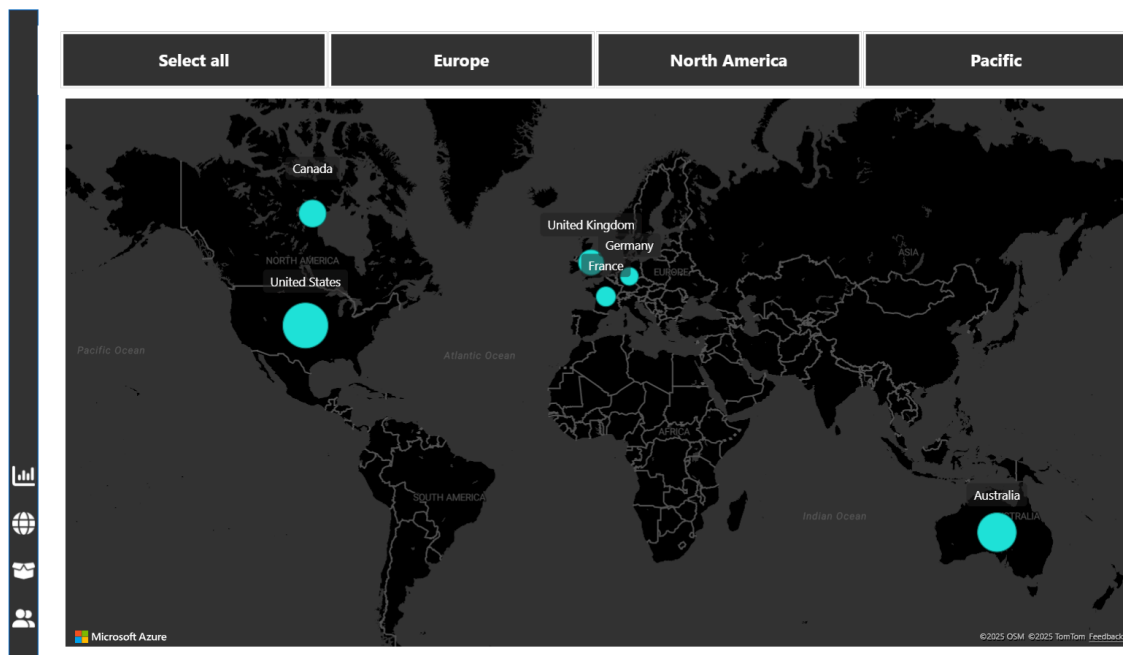 Select all
Europe
North America
Pacific
Canada
United Kingdom
Germany
France
EUROPE
ASIA
NORTH AMERICA
United States
Pacific Ocean
Atlantic Ocean
AFRICA
SOUTH AMERICA
Indian Ocean
Australia
STRALIA
Microsoft Azure
©2025 OSM ©2025 TomTom Feedback